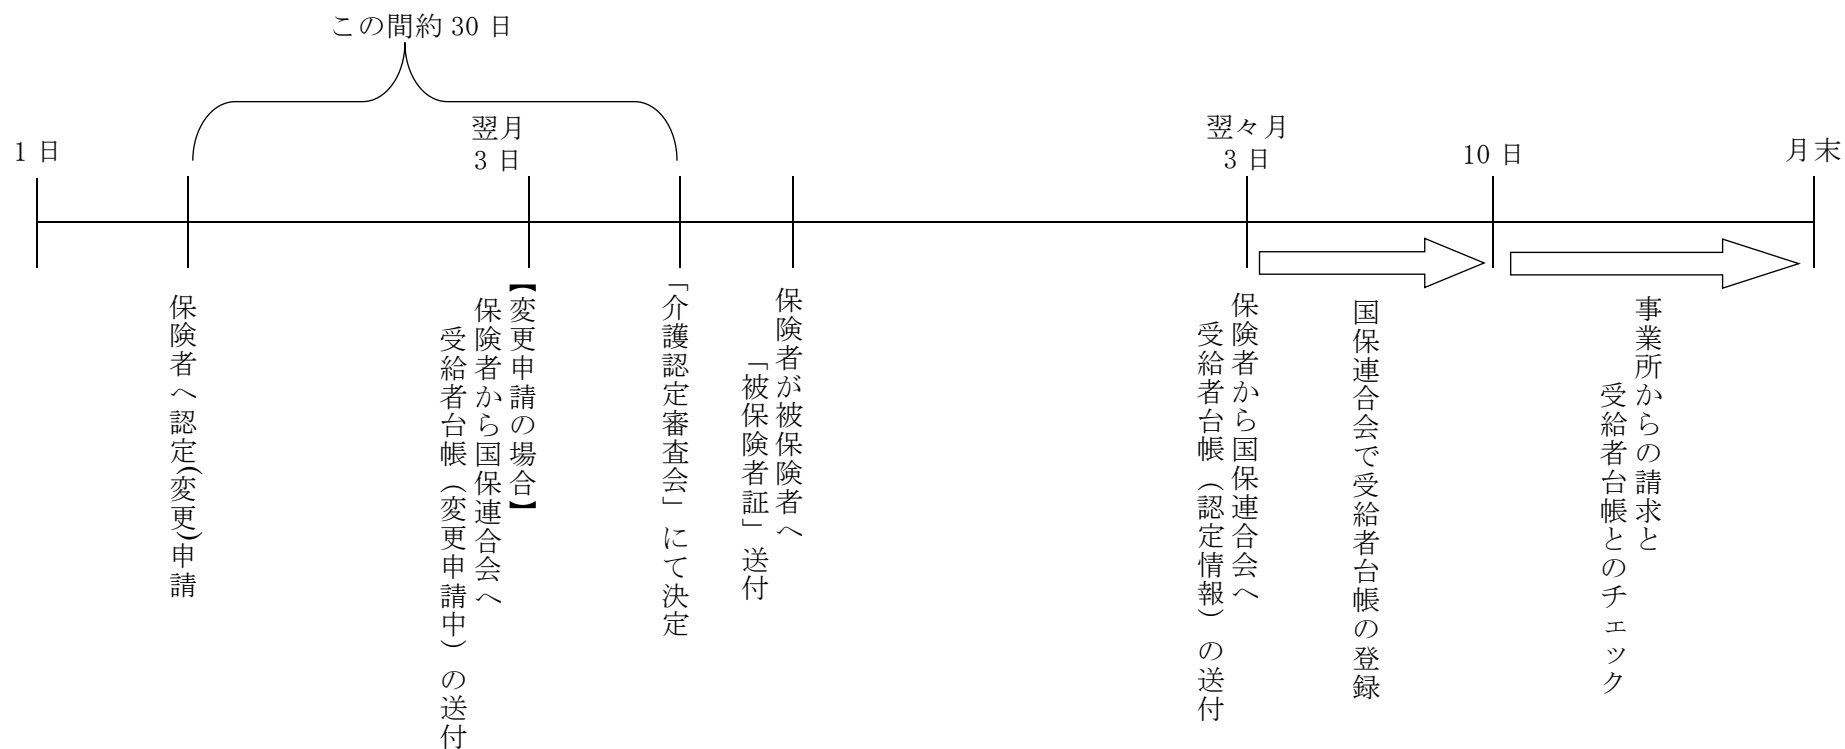 この間約 30 日
1 日
翌月
3 日
翌々月
3 日
10 日
月末
保険者へ認定(変更)申請
【変更申請の場合】
保険者から国保連合会へ
受給者台帳（変更申請中）の送付
「介護認定審査会」にて決定
保険者が被保険者へ
「被保険者証」送付
保険者から国保連合会へ
受給者台帳（認定情報）の送付
国保連合会で受給者台帳の登録
事業所からの請求と
受給者台帳とのチェック